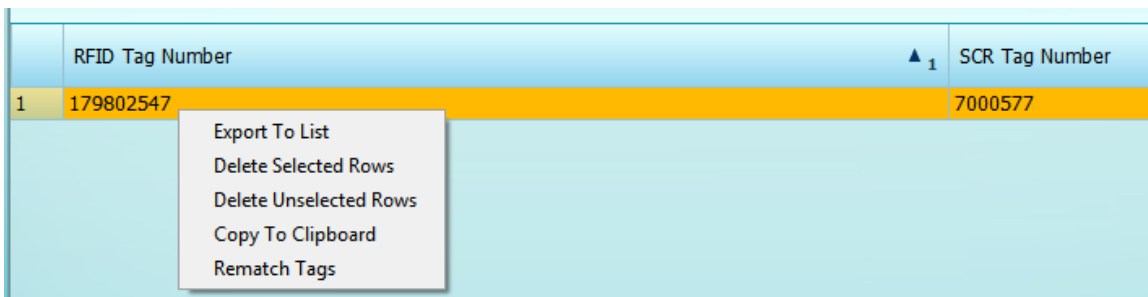 RFID Tag Number ▲ 1 SCR Tag Number
1 179802547 7000577
Export To List
Delete Selected Rows
Delete Unselected Rows
Copy To Clipboard
Rematch Tags